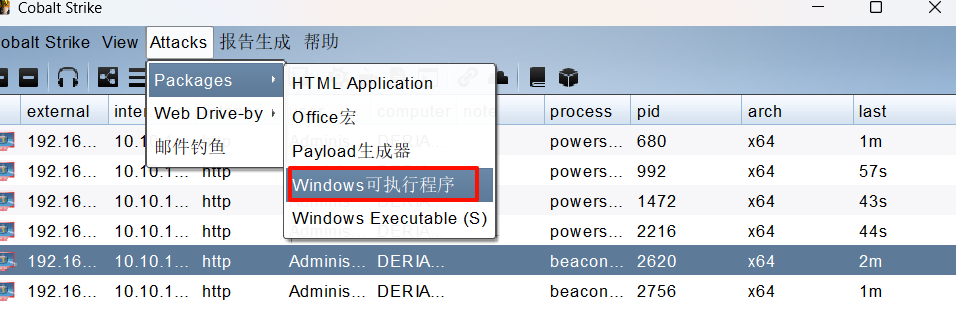 Cobalt Strike
obalt Strike View Attacks 报告生成 帮助
Packages
Web Drive-by
邮件钓鱼
HTML Application
Office宏
Payload生成器
Windows可执行程序
Windows Executable (S)
external inter computer note process pid arch last
192.16... 10.10.1... powers... 680 x64 1m
192.16... powers... 992 x64 57s
192.16... 10.10.1... http powers... 1472 x64 43s
192.16... 10.10.1... http Adminis... DERIA... powers... 2216 x64 44s
192.16... 10.10.1... http Adminis... DERIA... beacon... 2620 x64 2m
192.16... 10.10.1... http Adminis... DERIA... beacon... 2756 x64 1m